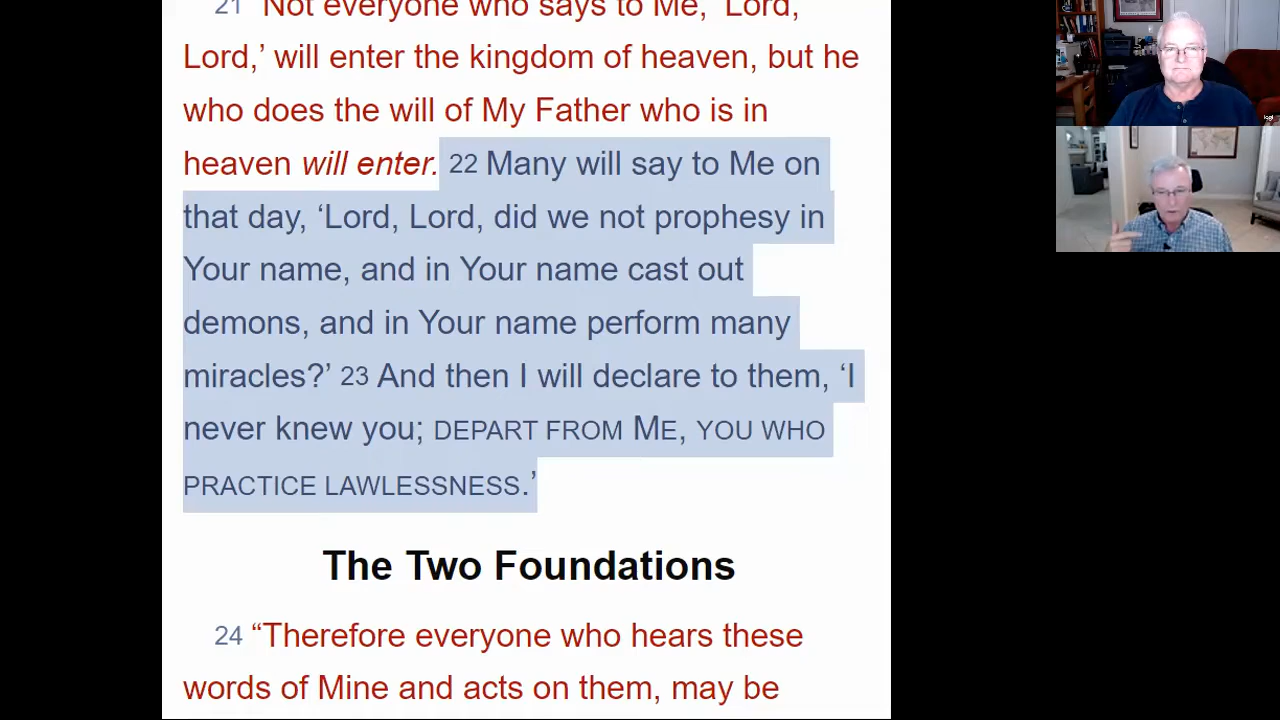 21 “Not everyone who says to Me, ‘Lord,
Lord,’ will enter the kingdom of heaven, but he
who does the will of My Father who is in
heaven will enter. 22 Many will say to Me on
that day, ‘Lord, Lord, did we not prophesy in
Your name, and in Your name cast out
demons, and in Your name perform many
miracles?’ 23 And then I will declare to them, ‘I
never knew you; DEPART FROM ME, YOU WHO
PRACTICE LAWLESSNESS.’
The Two Foundations
24 “Therefore everyone who hears these
words of Mine and acts on them, may be